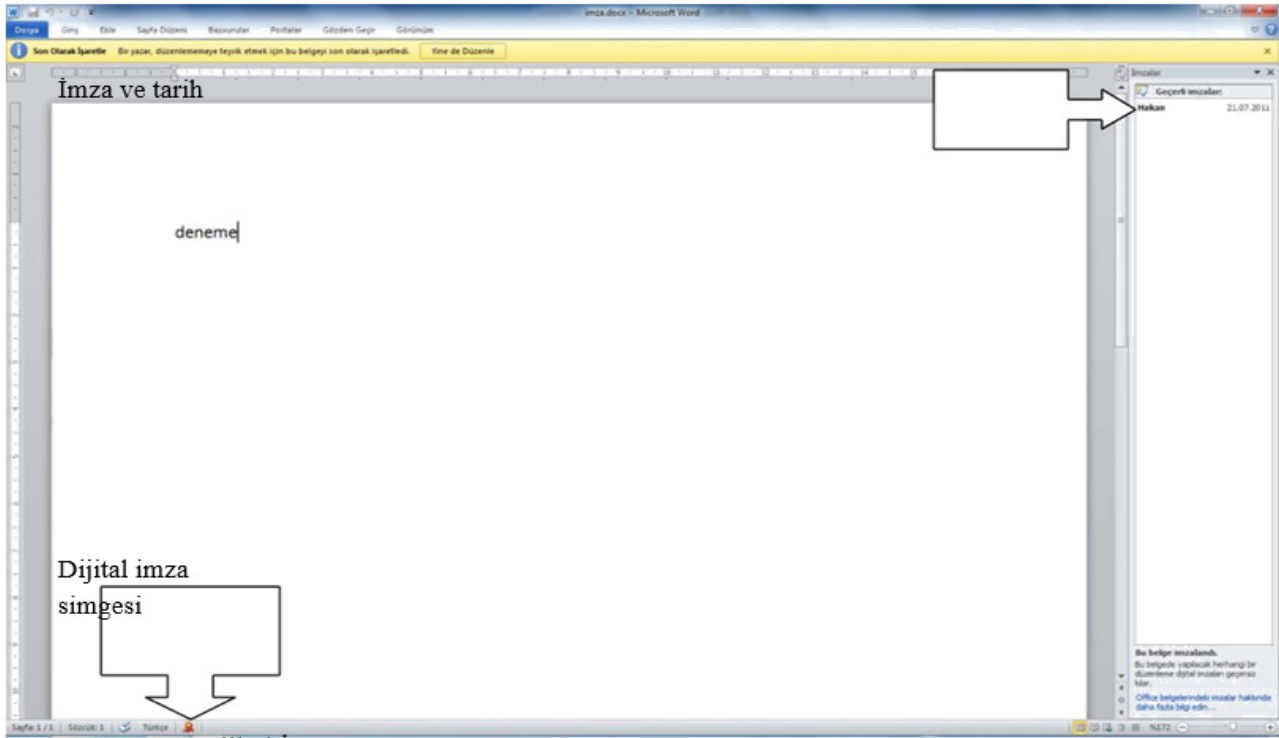 imza.docx - Microsoft Word
Dosya Giriş Ekle Sayfa Düzeni Başvurular Postalar Gözden Geçir Görünüm
Son Olarak İşaretle Bir yazar, düzenlememeye teşvik etmek için bu belgeyi son olarak işaretledi. Yine de Düzenle
İmzalar
İmza ve tarih
Geçerli imzalar:
Hakan 21.07.2011
deneme
Dijital imza
simgesi
Bu belge imzalandı.
Bu belgede yapılacak herhangi bir
düzenleme dijital imzaları geçersiz
kılar.
Office belgelerindeki imzalar hakkında
daha fazla bilgi edin...
Sayfa: 1 / 1 Sözcük: 1 Türkçe %172